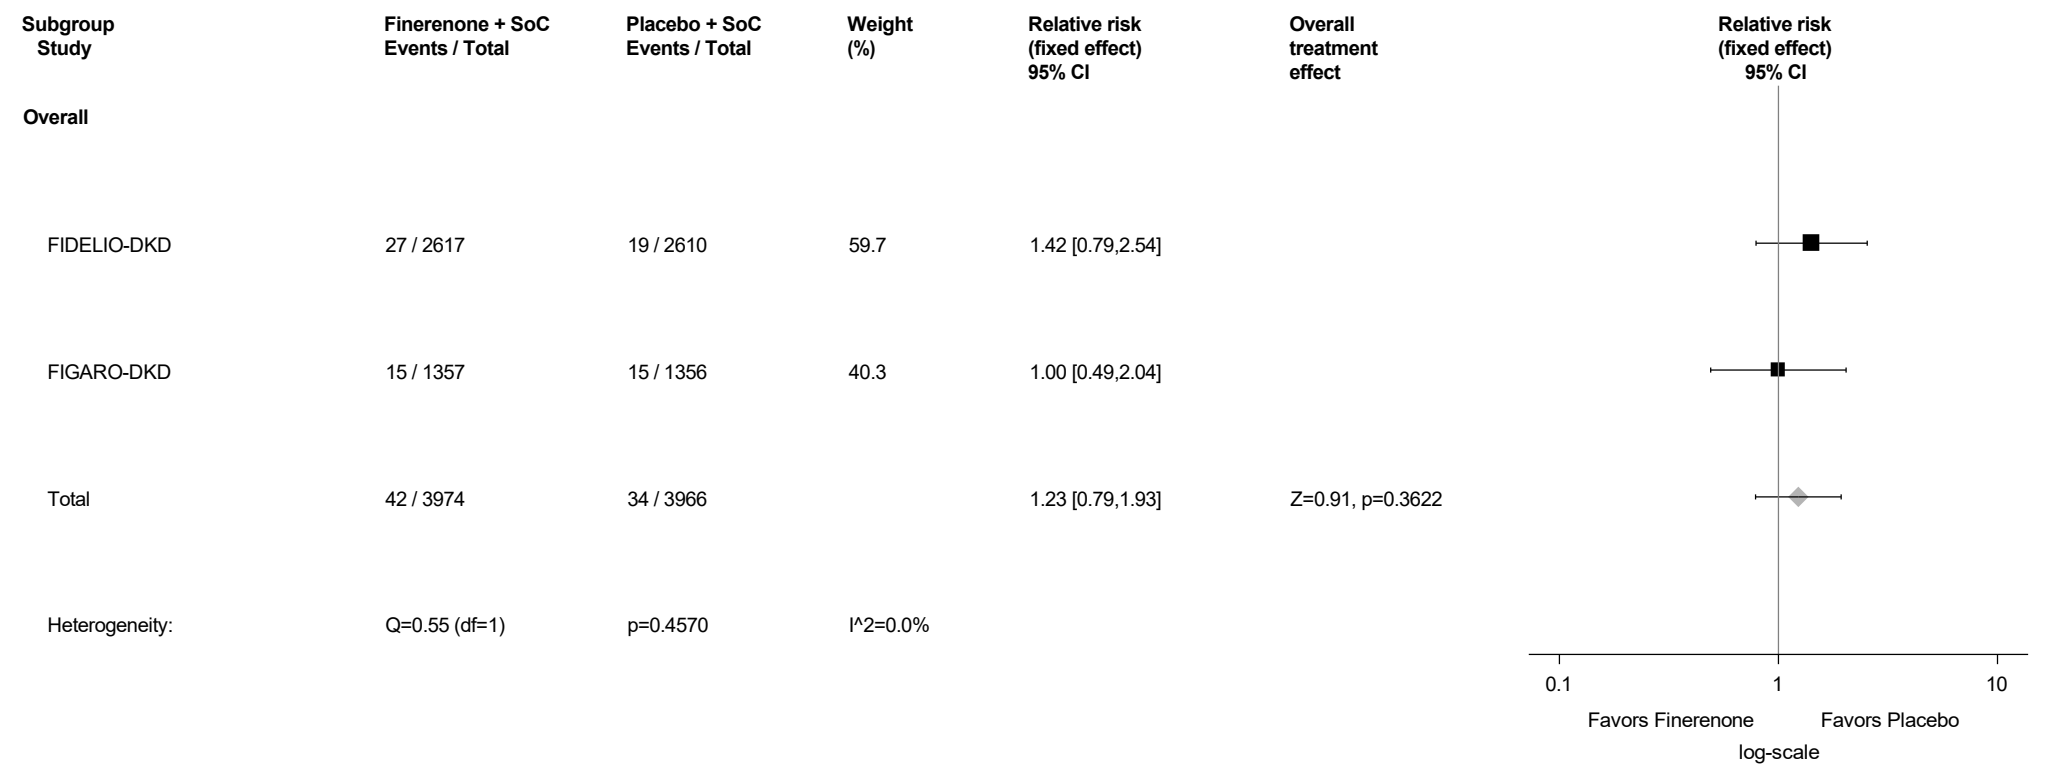 Subgroup Finerenone + SoC Placebo + SoC Weight Relative risk Overall Relative risk
Study Events / Total Events / Total (%) (fixed effect) treatment (fixed effect)
95% CI effect 95% CI
Overall
FIDELIO-DKD 27 / 2617 19 / 2610 59.7 1.42 [0.79,2.54]
FIGARO-DKD 15 / 1357 15 / 1356 40.3 1.00 [0.49,2.04]
Total 42 / 3974 34 / 3966 1.23 [0.79,1.93] Z=0.91, p=0.3622
Heterogeneity: Q=0.55 (df=1) p=0.4570 I^2=0.0%
0.1 1 10
Favors Finerenone Favors Placebo
log-scale